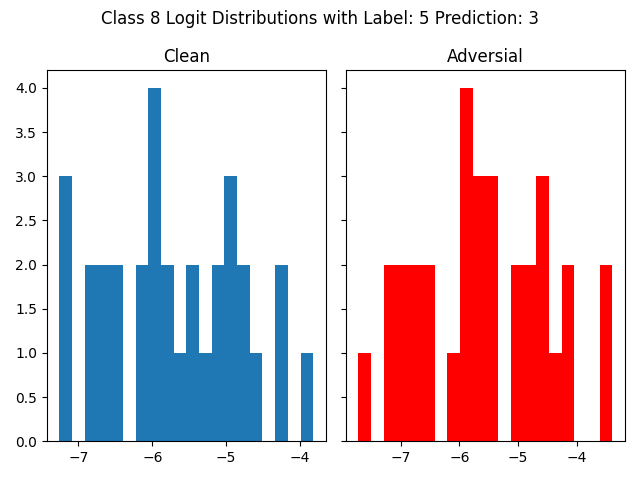 Class 8 Logit Distributions with Label: 5 Prediction: 3
Clean
Adversial
4.0
3.5
3.0
2.5
2.0
1.5
1.0
0.5
0.0
−7 −6 −5 −4
−7 −6 −5 −4